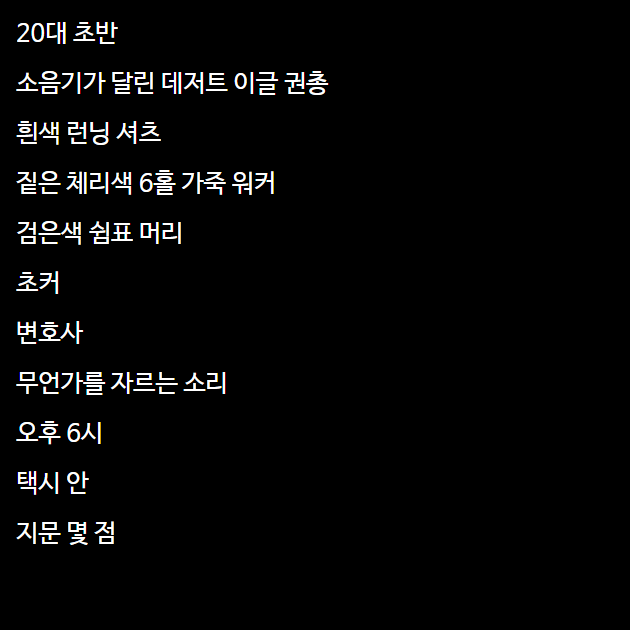 20대 초반
소음기가 달린 데저트 이글 권총
흰색 런닝 셔츠
짙은 체리색 6홀 가죽 워커
검은색 쉼표 머리
초커
변호사
무언가를 자르는 소리
오후 6시
택시 안
지문 몇 점